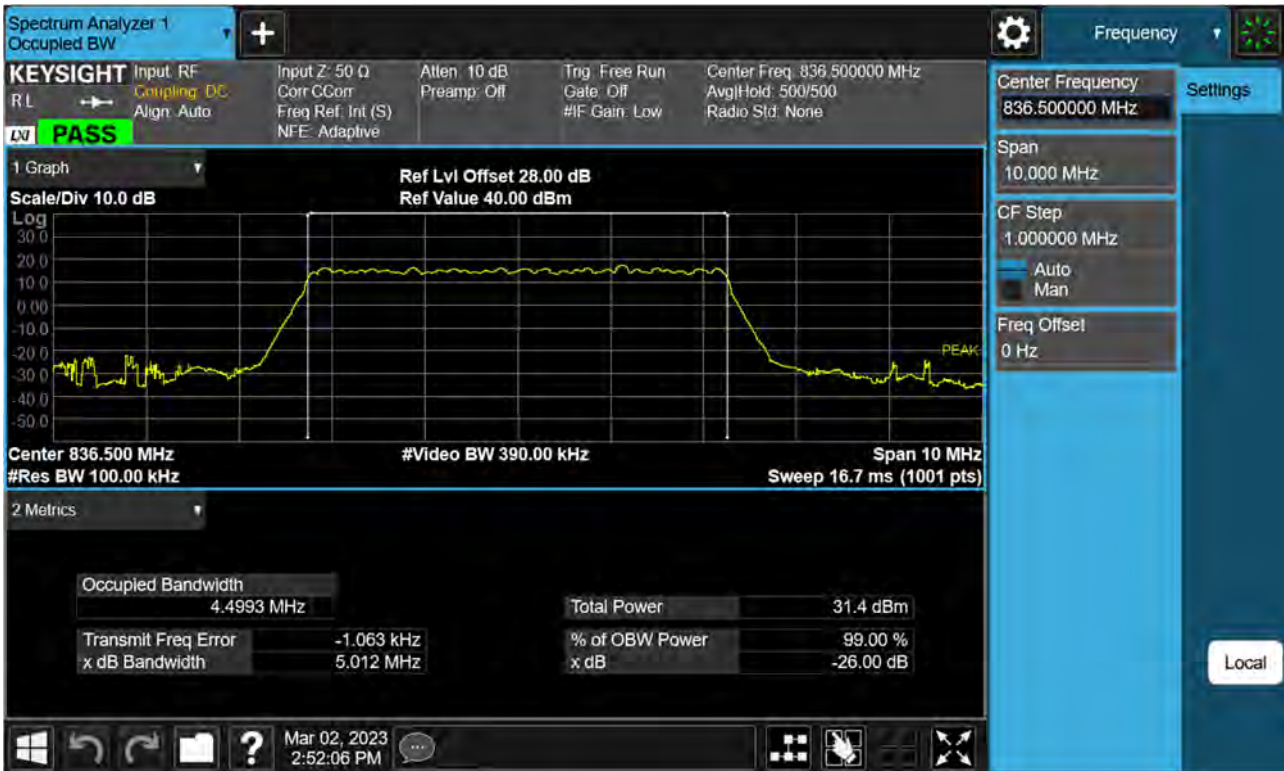 Spectrum Analyzer 1
Occupied BW
Frequency
KEYSIGHT
RL
LXI
PASS
Input: RF
Coupling: DC
Align: Auto
Input Z: 50 Ω
Corr CCorr
Freq Ref: Int (S)
NFE: Adaptive
Atten: 10 dB
Preamp: Off
Trig: Free Run
Gate: Off
#IF Gain: Low
Center Freq: 836.500000 MHz
Avg|Hold: 500/500
Radio Std: None
Center Frequency
836.500000 MHz
Settings
Span
10.000 MHz
CF Step
1.000000 MHz
Auto
Man
Freq Offset
0 Hz
1 Graph
Ref Lvl Offset 28.00 dB
Scale/Div 10.0 dB
Ref Value 40.00 dBm
Log
30.0
20.0
10.0
0.00
-10.0
-20.0
-30.0
-40.0
-50.0
PEAK
Center 836.500 MHz
#Video BW 390.00 kHz
Span 10 MHz
#Res BW 100.00 kHz
Sweep 16.7 ms (1001 pts)
2 Metrics
Occupied Bandwidth
4.4993 MHz
Total Power 31.4 dBm
Transmit Freq Error -1.063 kHz
% of OBW Power 99.00 %
x dB Bandwidth 5.012 MHz
x dB -26.00 dB
Local
?
Mar 02, 2023
2:52:06 PM